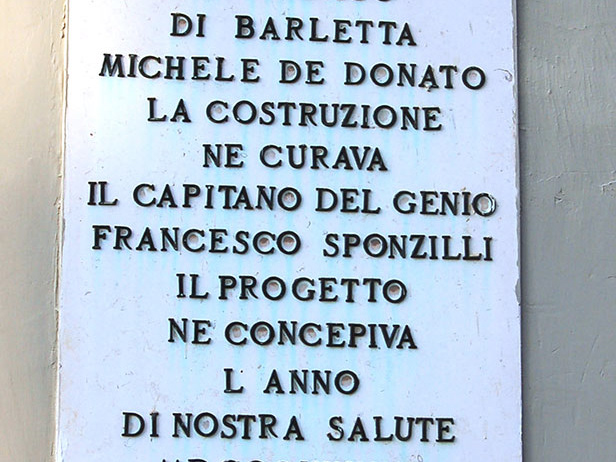 DI BARLETTA
MICHELE DE DONATO
LA COSTRUZIONE
NE CURAVA
IL CAPITANO DEL GENIO
FRANCESCO SPONZILLI
IL PROGETTO
NE CONCEPIVA
L ANNO
DI NOSTRA SALUTE